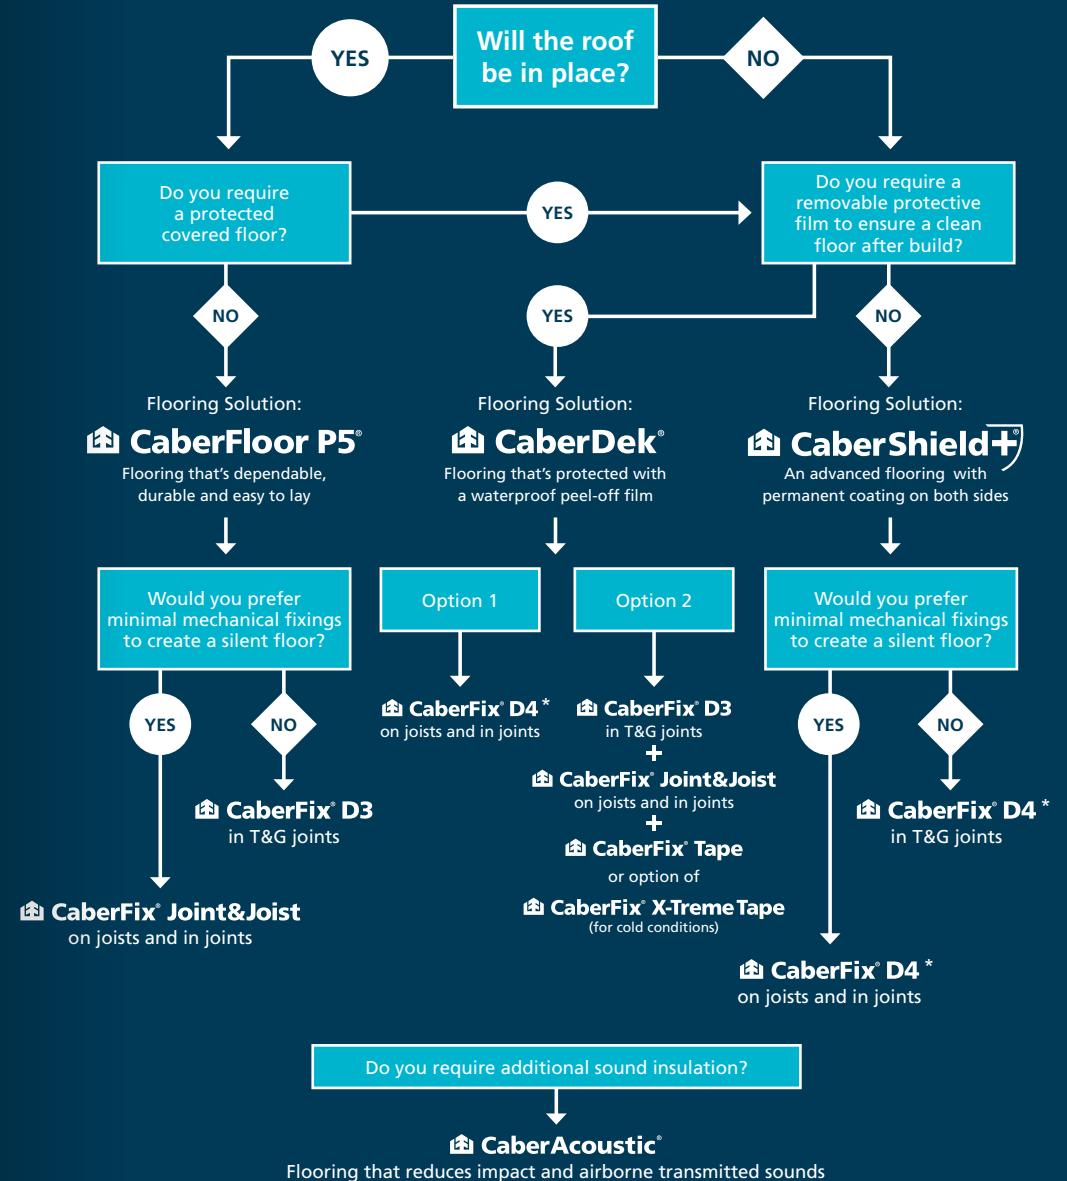 Will the roof
be in place?
YES
NO
Do you require
a protected
covered floor?
YES
Do you require a
removable protective
film to ensure a clean
floor after build?
NO
YES
NO
Flooring Solution:
CaberFloor P5®
Flooring that's dependable,
durable and easy to lay
Flooring Solution:
CaberDek®
Flooring that's protected with
a waterproof peel-off film
Flooring Solution:
CaberShield+®
An advanced flooring with
permanent coating on both sides
Would you prefer
minimal mechanical fixings
to create a silent floor?
YES
NO
CaberFix® D3
in T&G joints
CaberFix® Joint&Joist
on joists and in joints
Option 1
CaberFix® D4*
on joists and in joints
Option 2
CaberFix® D3
in T&G joints
+
CaberFix® Joint&Joist
on joists and in joints
+
CaberFix® Tape
or option of
CaberFix® X-Treme Tape
(for cold conditions)
Would you prefer
minimal mechanical fixings
to create a silent floor?
YES
NO
CaberFix® D4*
in T&G joints
CaberFix® D4*
on joists and in joints
Do you require additional sound insulation?
CaberAcoustic®
Flooring that reduces impact and airborne transmitted sounds